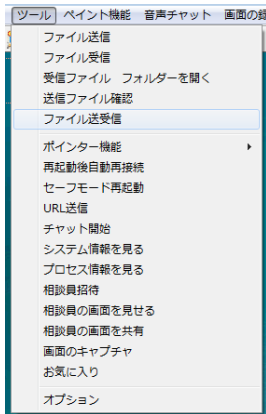 ツール ペイント機能 音声チャット 画面の
ファイル送信
ファイル受信
受信ファイル フォルダーを開く
送信ファイル確認
ファイル送受信
ポインター機能
再起動後自動再接続
セーフモード再起動
URL送信
チャット開始
システム情報を見る
プロセス情報を見る
相談員招待
相談員の画面を見せる
相談員の画面を共有
画面のキャプチャ
お気に入り
オプション